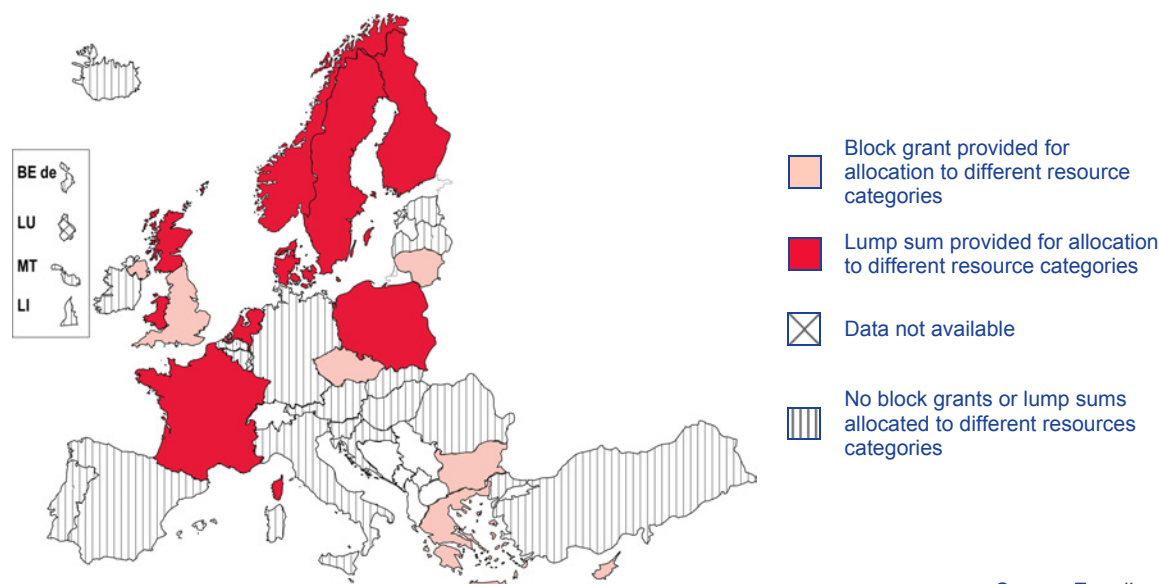 BE de
LU
MT
LI
Block grant provided for
allocation to different resource
categories
Lump sum provided for allocation
to different resource categories
Data not available
No block grants or lump sums
allocated to different resources
categories